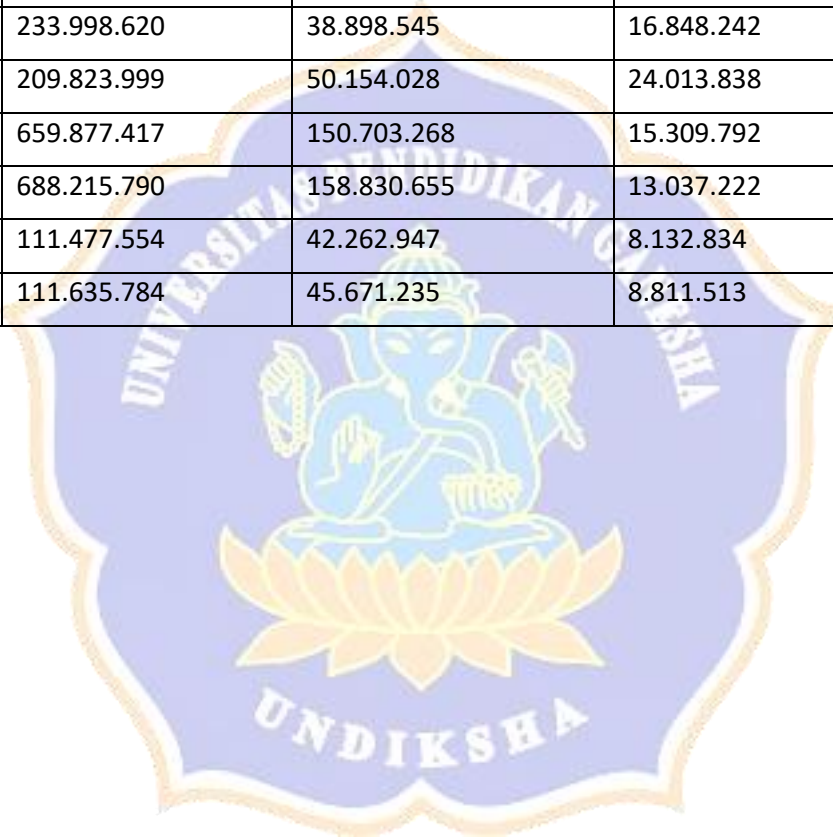 233.998.620 38.898.545 16.848.242
209.823.999 50.154.028 24.013.838
659.877.417 150.703.268 15.309.792
688.215.790 158.830.655 13.037.222
111.477.554 42.262.947 8.132.834
111.635.784 45.671.235 8.811.513
UNIVERSITAS PENDIDIKAN GANESHA
UNDIKSHA